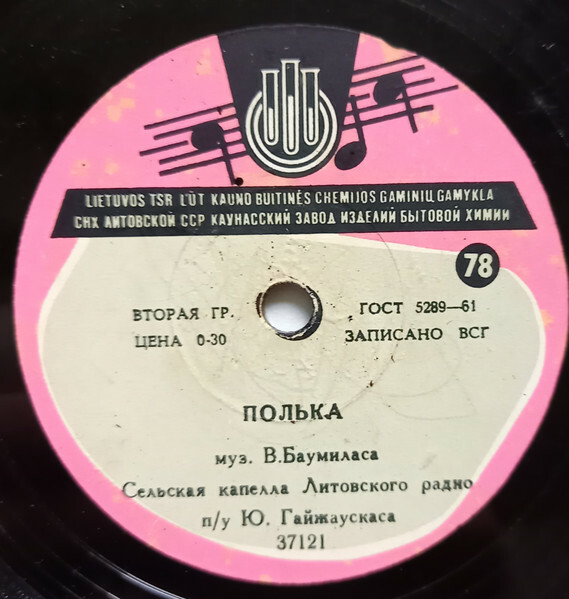 LIETUVOS TSR LŪT KAUNO BUITINĖS CHEMIJOS GAMINIŲ GAMYKLA
СНХ ЛИТОВСКОЙ ССР КАУНАССКИЙ ЗАВОД ИЗДЕЛИЙ БЫТОВОЙ ХИМИИ
78
ВТОРАЯ ГР. ГОСТ 5289—61
ЦЕНА 0-30 ЗАПИСАНО ВСГ
ПОЛЬКА
муз. В.Баумиласа
Сельская капелла Литовского радио
п/у Ю. Гайжаускаса
37121